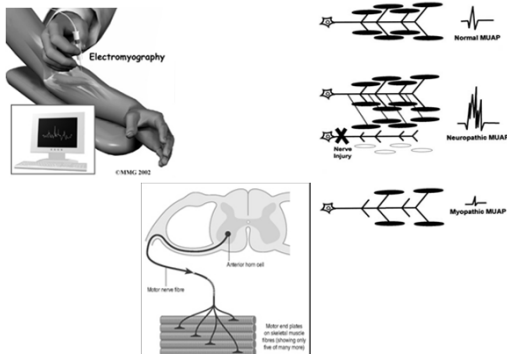 Electromyography
©MMG 2002
Normal MUAP
Nerve
Injury
Neuropathic MUAP
Myopathic MUAP
Anterior horn cell
Motor nerve fibre
Motor end plates
on skeletal muscle
fibres (showing only
five of many more)